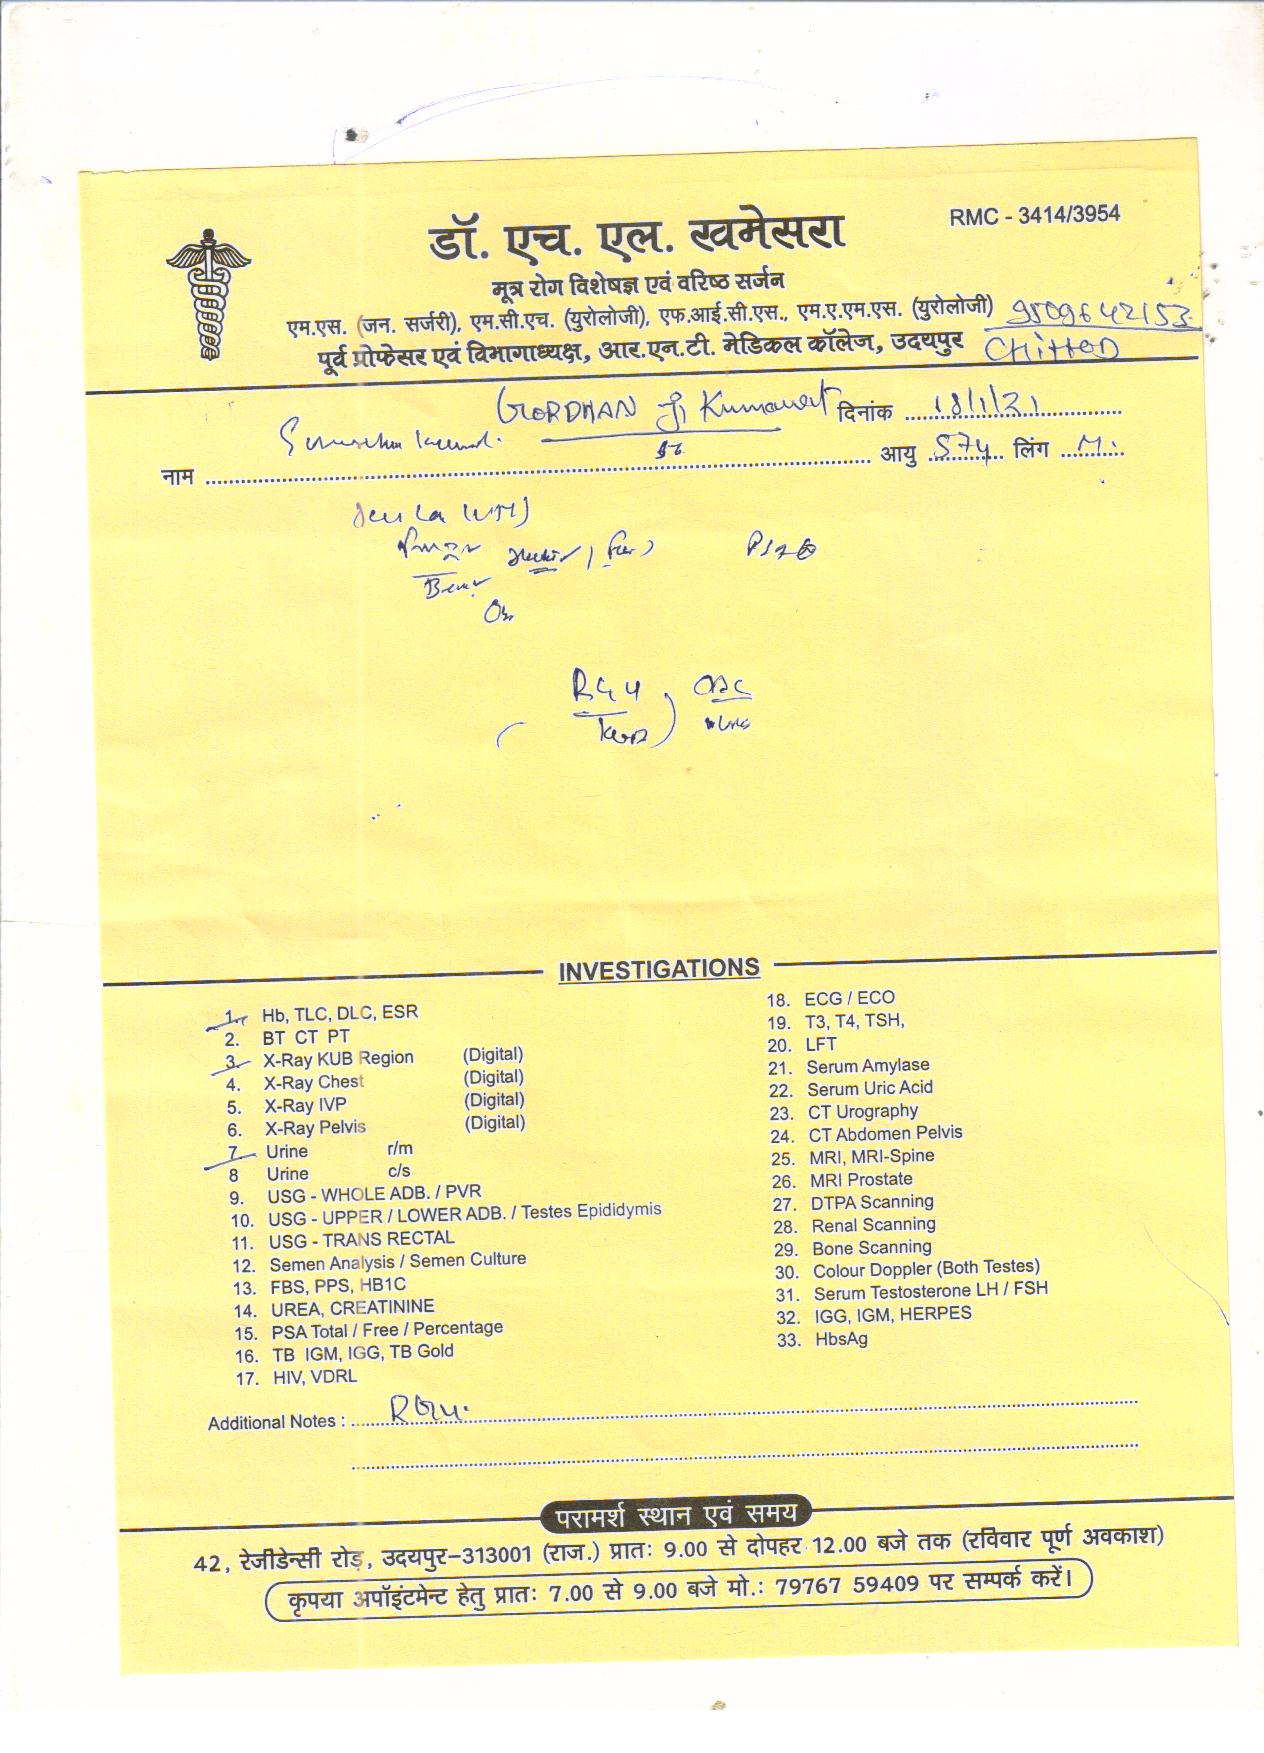 RMC - 3414/3954
डॉ. एच. एल. खमेसरा
मूत्र रोग विशेषज्ञ एवं वरिष्ठ सर्जन
एम.एस. (जन. सर्जरी), एम.सी.एच. (यूरोलोजी), एफ.आई.सी.एस., एम.ए.एम.एस. (युरोलोजी)
9509642153
पूर्व प्रोफेसर एवं विभागाध्यक्ष, आर.एन.टी. मेडिकल कॉलेज, उदयपुर
CHITTOD
GORDHAN Ji Kumawat दिनांक 18/1/21
नाम आयु 57y लिंग M.
RGU
INVESTIGATIONS
1. Hb, TLC, DLC, ESR
2. BT CT PT
3. X-Ray KUB Region (Digital)
4. X-Ray Chest (Digital)
5. X-Ray IVP (Digital)
6. X-Ray Pelvis (Digital)
7. Urine r/m
8 Urine c/s
9. USG - WHOLE ADB. / PVR
10. USG - UPPER / LOWER ADB. / Testes Epididymis
11. USG - TRANS RECTAL
12. Semen Analysis / Semen Culture
13. FBS, PPS, HB1C
14. UREA, CREATININE
15. PSA Total / Free / Percentage
16. TB IGM, IGG, TB Gold
17. HIV, VDRL
18. ECG / ECO
19. T3, T4, TSH,
20. LFT
21. Serum Amylase
22. Serum Uric Acid
23. CT Urography
24. CT Abdomen Pelvis
25. MRI, MRI-Spine
26. MRI Prostate
27. DTPA Scanning
28. Renal Scanning
29. Bone Scanning
30. Colour Doppler (Both Testes)
31. Serum Testosterone LH / FSH
32. IGG, IGM, HERPES
33. HbsAg
Additional Notes : RGU.
परामर्श स्थान एवं समय
42, रेजीडेन्सी रोड़, उदयपुर-313001 (राज.) प्रातः 9.00 से दोपहर 12.00 बजे तक (रविवार पूर्ण अवकाश)
कृपया अपॉइंटमेन्ट हेतु प्रातः 7.00 से 9.00 बजे मो.: 79767 59409 पर सम्पर्क करें।